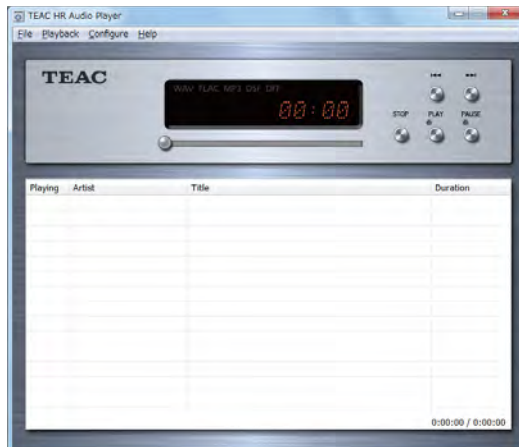 TEAC HR Audio Player
File Playback Configure Help
TEAC
WAV FLAC MP3 DSF DFF
00:00
STOP PLAY PAUSE
Playing Artist Title Duration
0:00:00 / 0:00:00